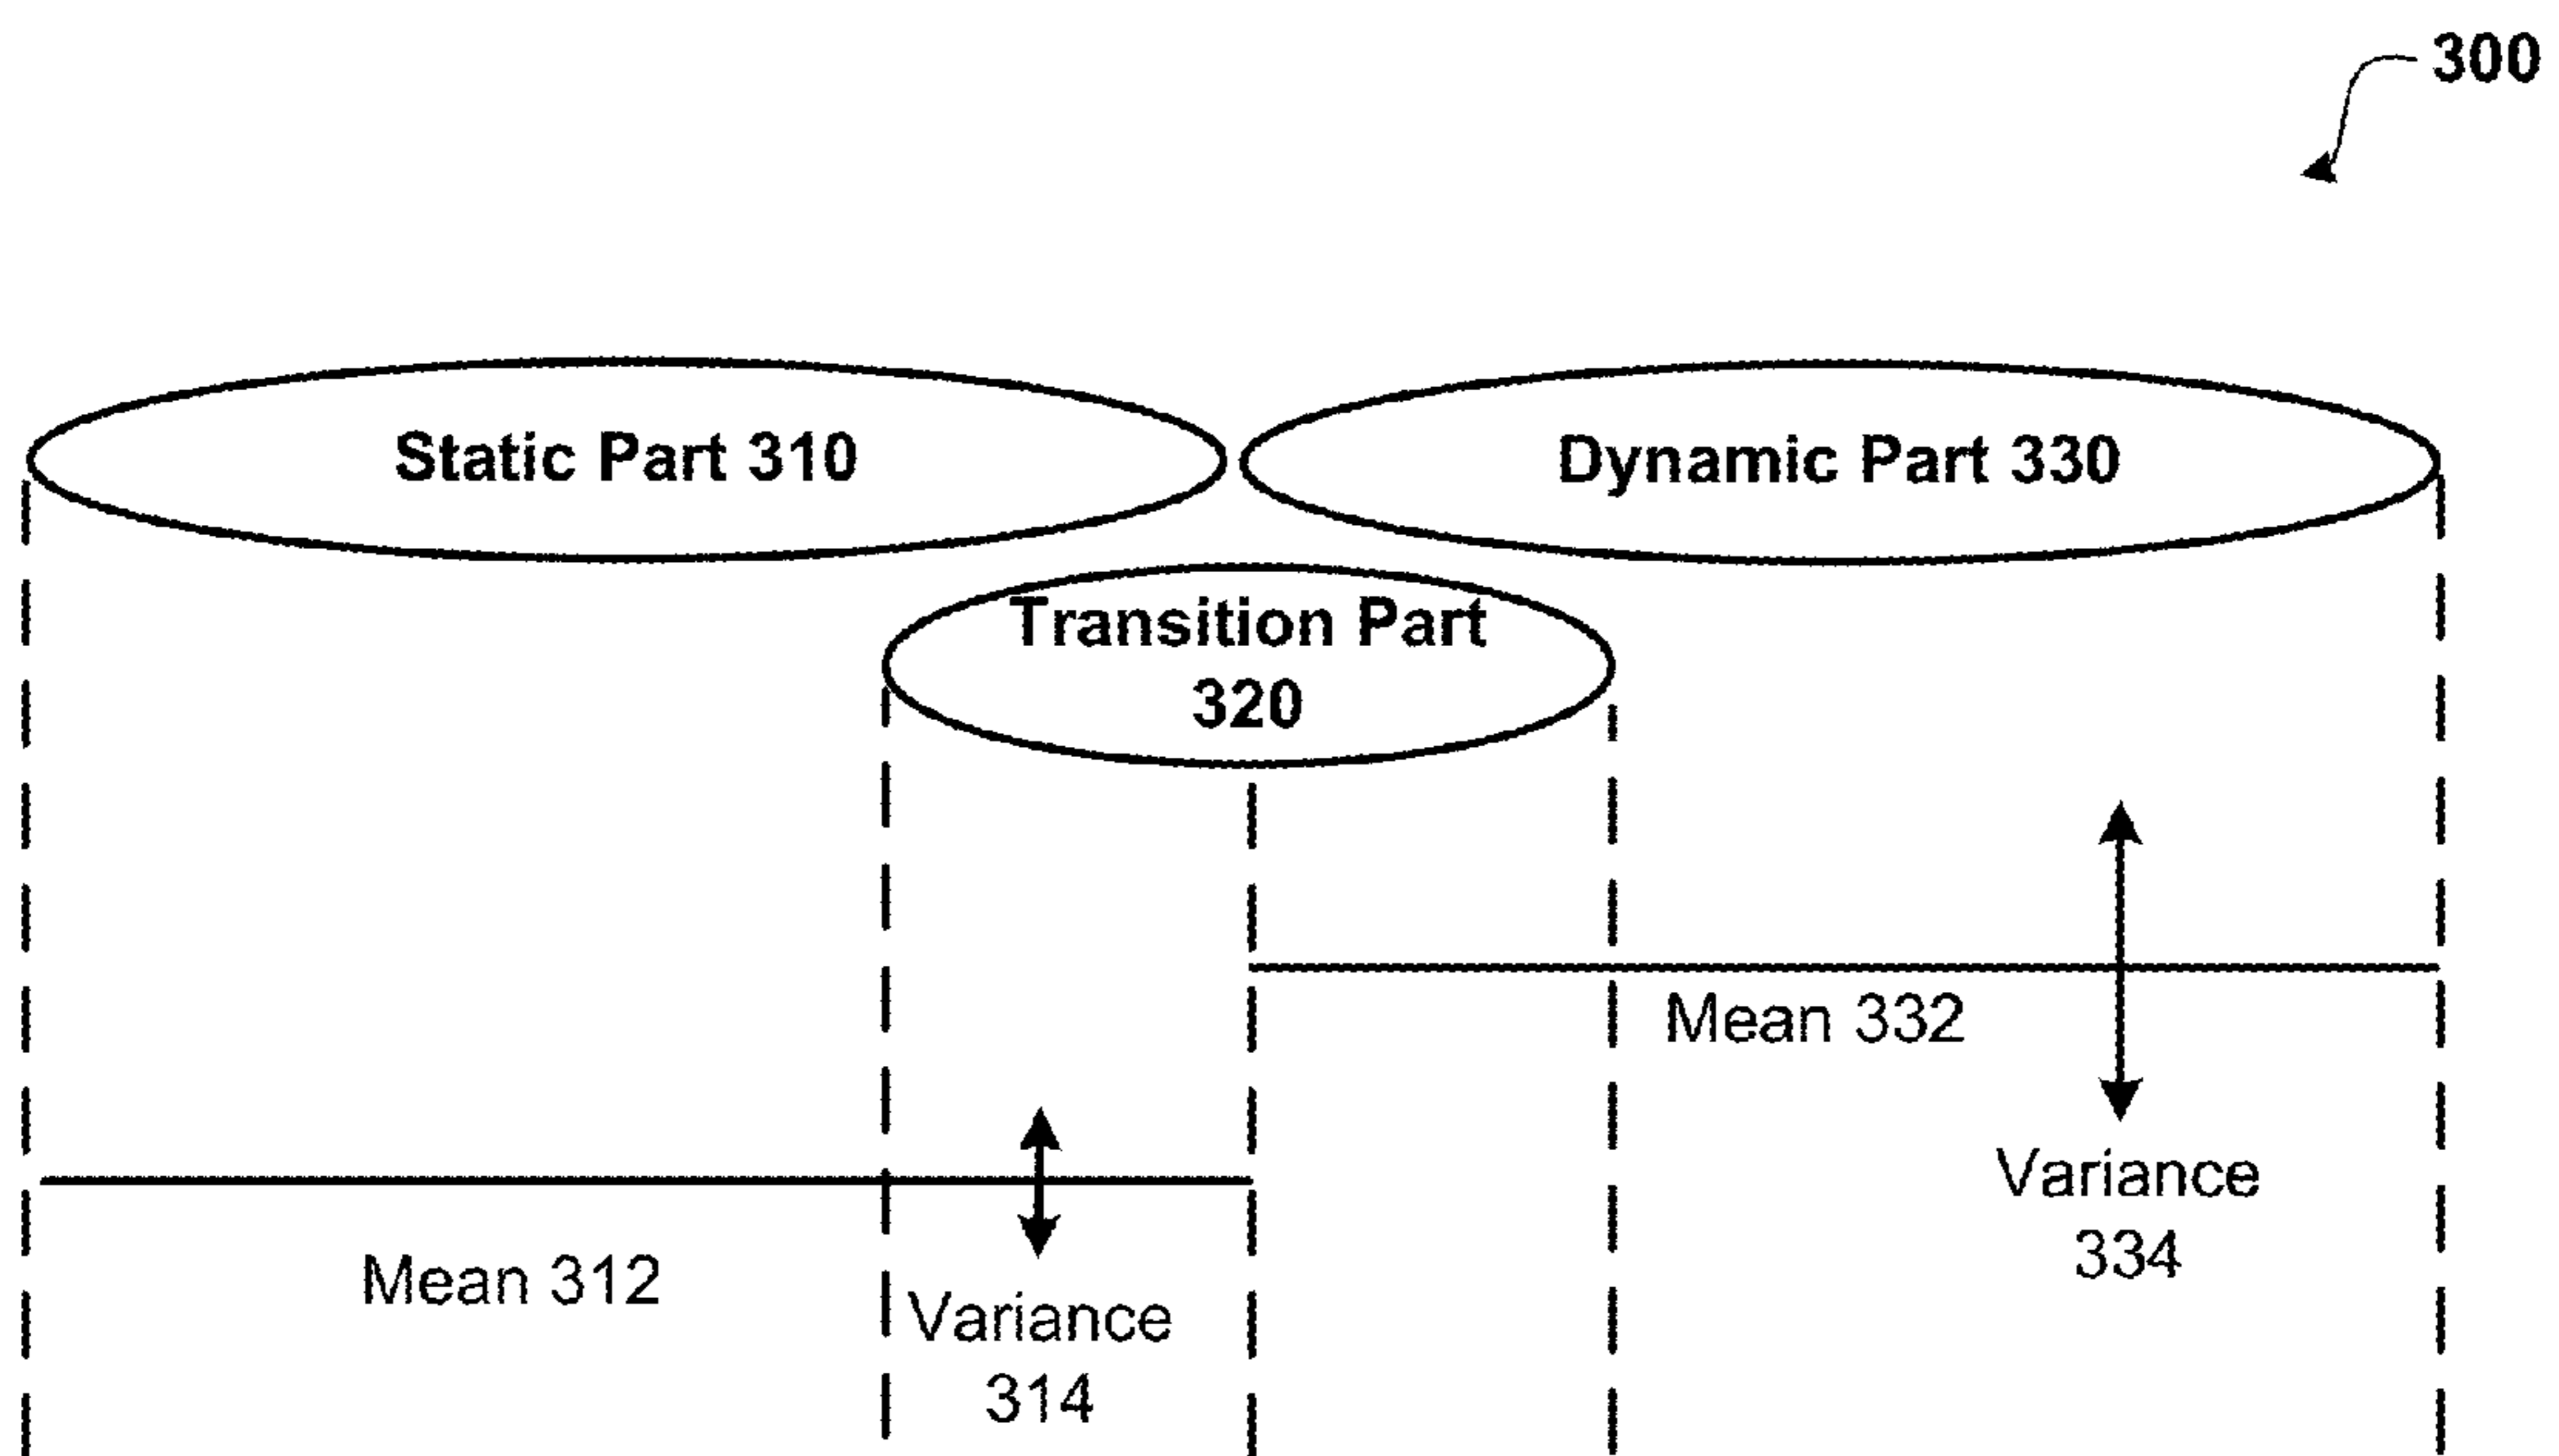 300
Static Part 310
Dynamic Part 330
Transition Part
320
Mean 332
Variance
334
Mean 312
Variance
314